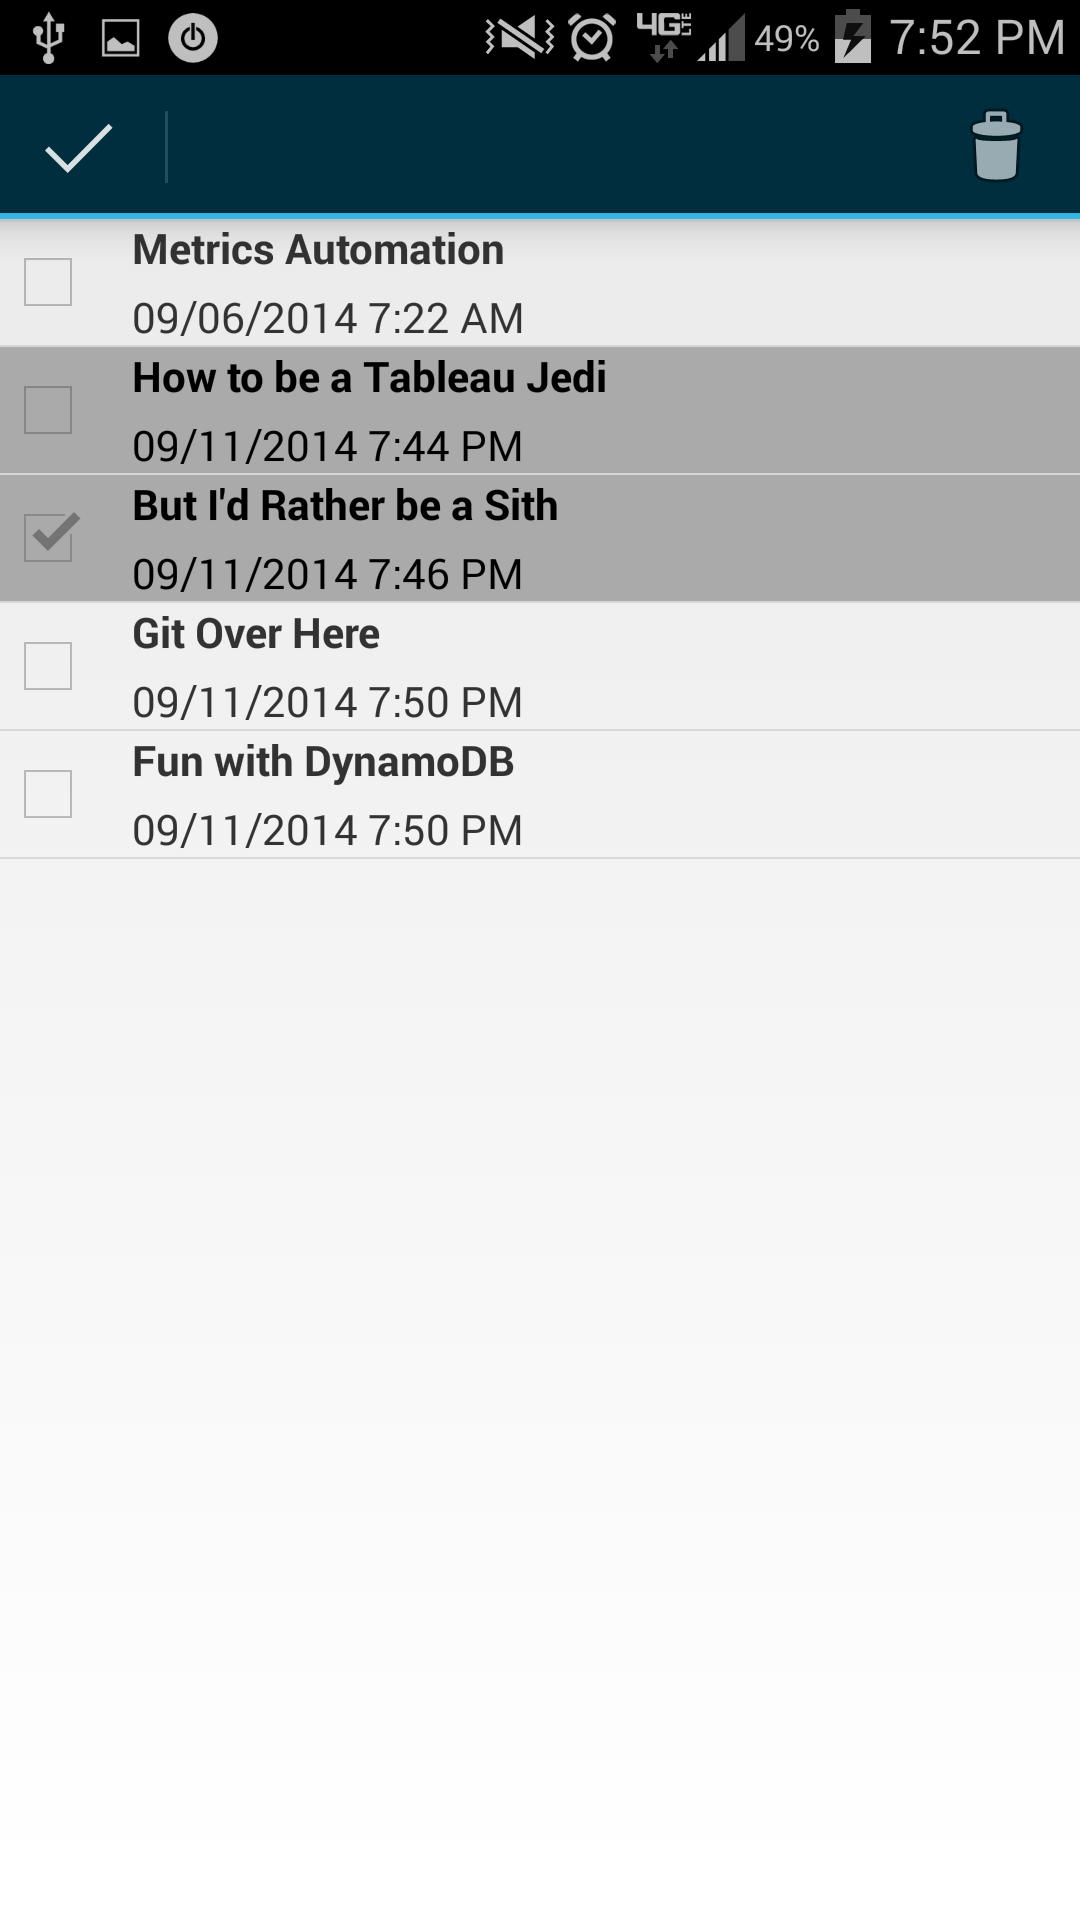 4G LTE 49% 7:52 PM
Metrics Automation
09/06/2014 7:22 AM
How to be a Tableau Jedi
09/11/2014 7:44 PM
But I'd Rather be a Sith
09/11/2014 7:46 PM
Git Over Here
09/11/2014 7:50 PM
Fun with DynamoDB
09/11/2014 7:50 PM